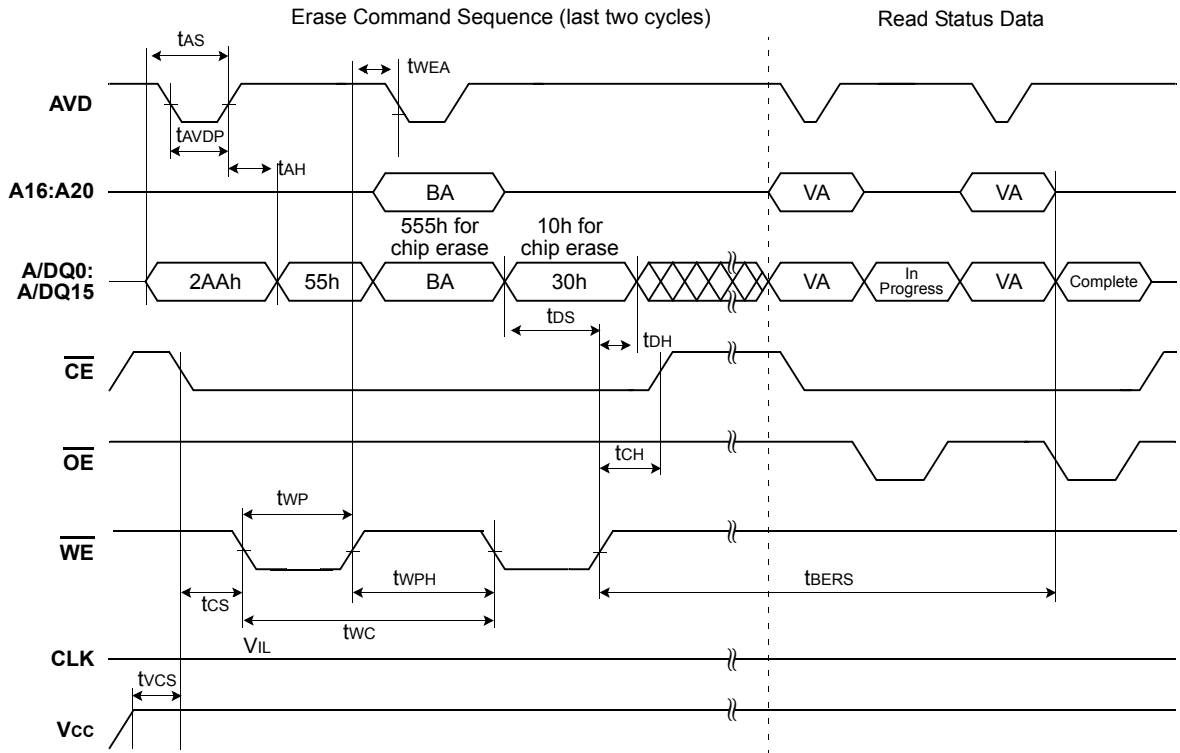 Erase Command Sequence (last two cycles)
Read Status Data
tAS
tWEA
AVD
tAVDP
tAH
A16:A20
BA
VA
VA
555h for
chip erase
10h for
chip erase
A/DQ0:
A/DQ15
2AAh
55h
BA
30h
VA
In
Progress
VA
Complete
tDS
tDH
CE
OE
tCH
tWP
WE
tWPH
tBERS
tCS
tWC
VIL
CLK
tVCS
Vcc